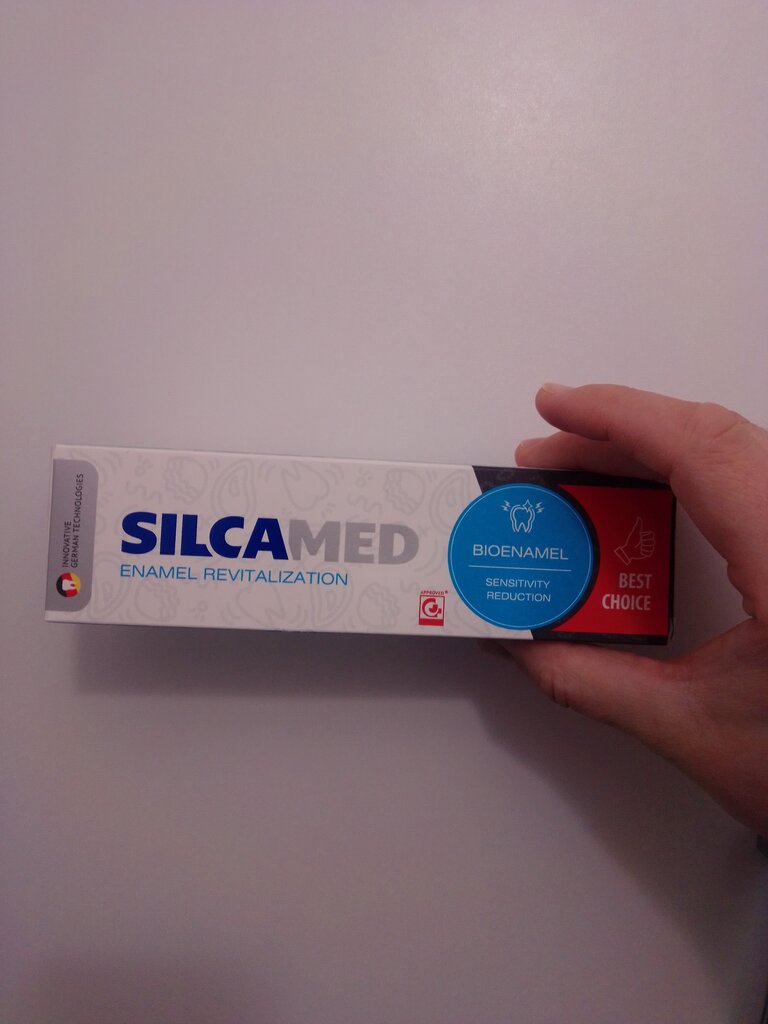 INNOVATIVE
GERMAN TECHNOLOGIES
SILCAMED
ENAMEL REVITALIZATION
APPROVED
BIOENAMEL
SENSITIVITY
REDUCTION
BEST
CHOICE